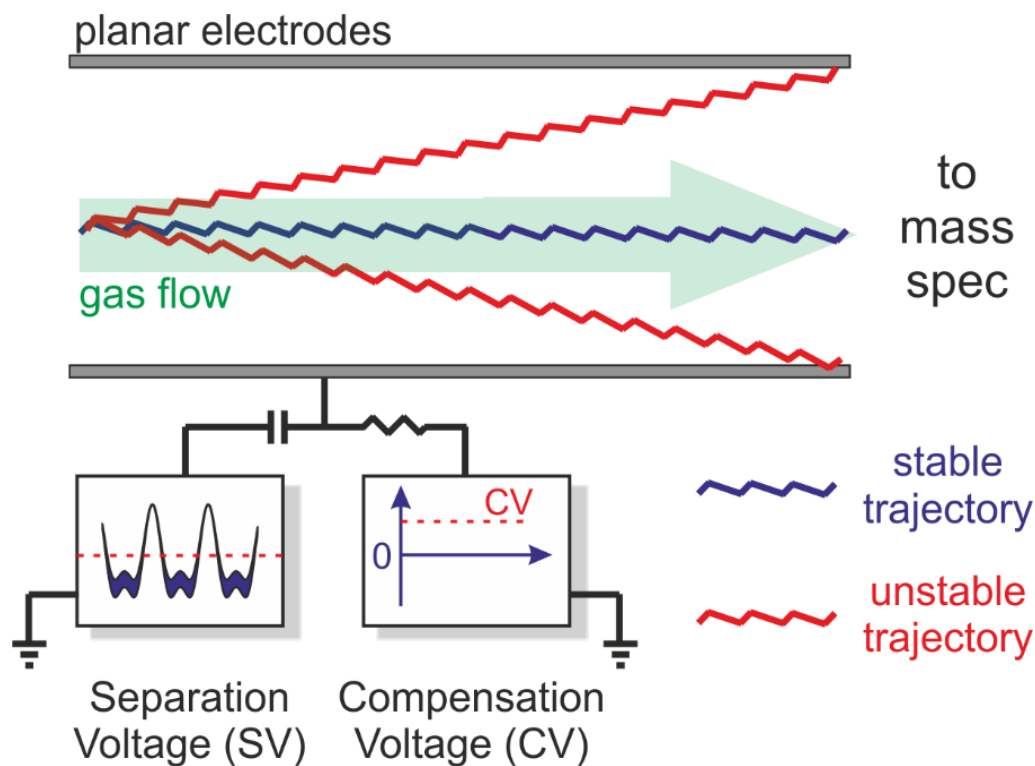 planar electrodes
to
mass
spec
gas flow
CV
0
stable
trajectory
unstable
trajectory
Separation
Voltage (SV)
Compensation
Voltage (CV)